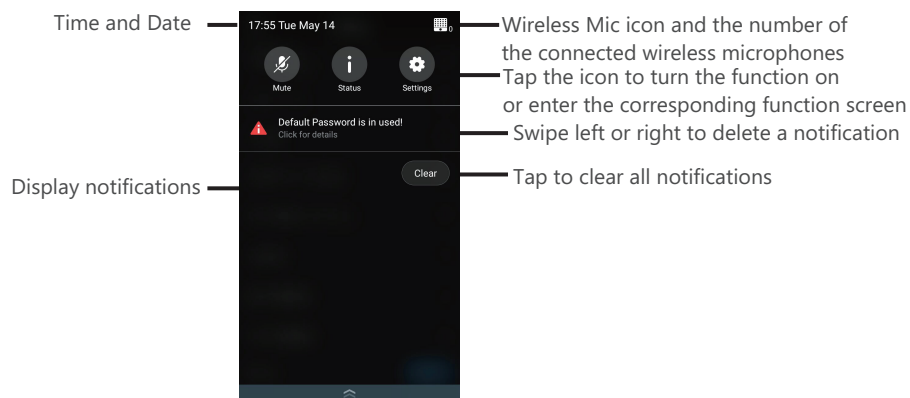 Time and Date
17:55 Tue May 14
0
Wireless Mic icon and the number of
the connected wireless microphones
Mute
Status
Settings
Tap the icon to turn the function on
or enter the corresponding function screen
Default Password is in used!
Click for details
Swipe left or right to delete a notification
Display notifications
Clear
Tap to clear all notifications